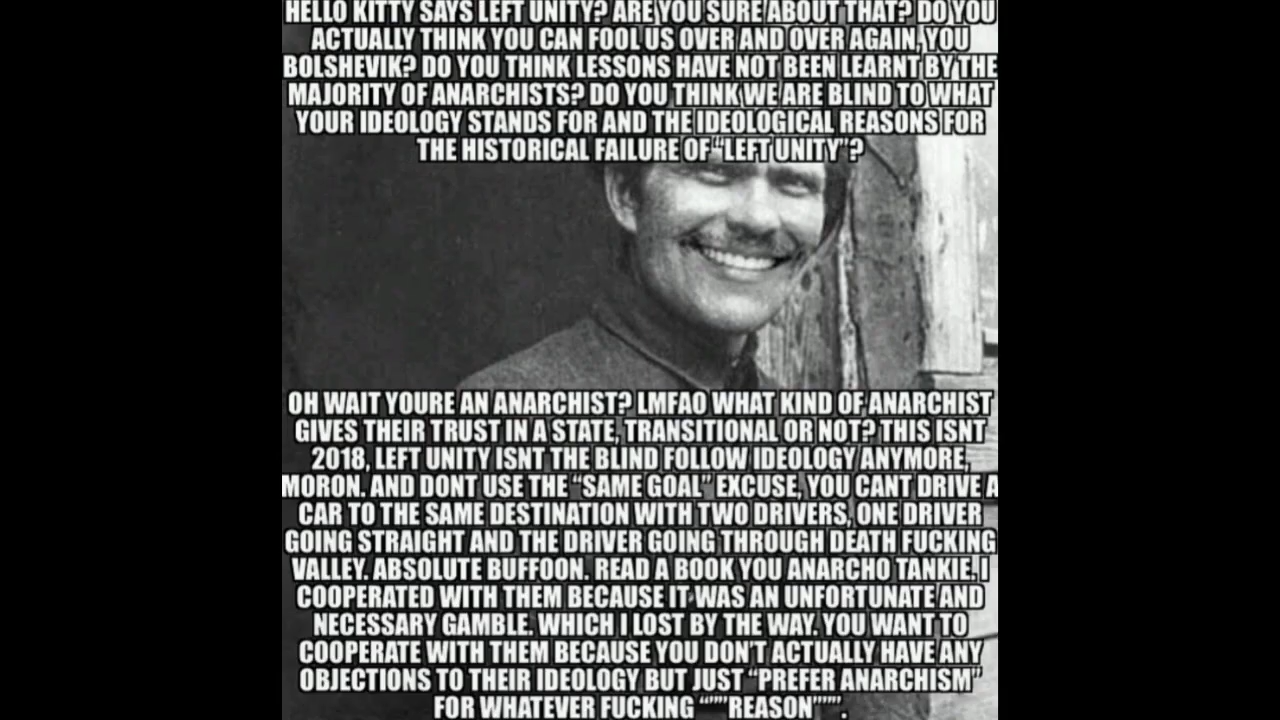 HELLO KITTY SAYS LEFT UNITY? ARE YOU SURE ABOUT THAT? DO YOU
ACTUALLY THINK YOU CAN FOOL US OVER AND OVER AGAIN, YOU
BOLSHEVIK? DO YOU THINK LESSONS HAVE NOT BEEN LEARNT BY THE
MAJORITY OF ANARCHISTS? DO YOU THINK WE ARE BLIND TO WHAT
YOUR IDEOLOGY STANDS FOR AND THE IDEOLOGICAL REASONS FOR
THE HISTORICAL FAILURE OF "LEFT UNITY"?
OH WAIT YOURE AN ANARCHIST? LMFAO WHAT KIND OF ANARCHIST
GIVES THEIR TRUST IN A STATE, TRANSITIONAL OR NOT? THIS ISNT
2018, LEFT UNITY ISNT THE BLIND FOLLOW IDEOLOGY ANYMORE,
MORON. AND DONT USE THE "SAME GOAL" EXCUSE, YOU CANT DRIVE A
CAR TO THE SAME DESTINATION WITH TWO DRIVERS, ONE DRIVER
GOING STRAIGHT AND THE DRIVER GOING THROUGH DEATH FUCKING
VALLEY. ABSOLUTE BUFFOON. READ A BOOK YOU ANARCHO TANKIE. I
COOPERATED WITH THEM BECAUSE IT WAS AN UNFORTUNATE AND
NECESSARY GAMBLE. WHICH I LOST BY THE WAY. YOU WANT TO
COOPERATE WITH THEM BECAUSE YOU DON'T ACTUALLY HAVE ANY
OBJECTIONS TO THEIR IDEOLOGY BUT JUST "PREFER ANARCHISM"
FOR WHATEVER FUCKING """"REASON"""".